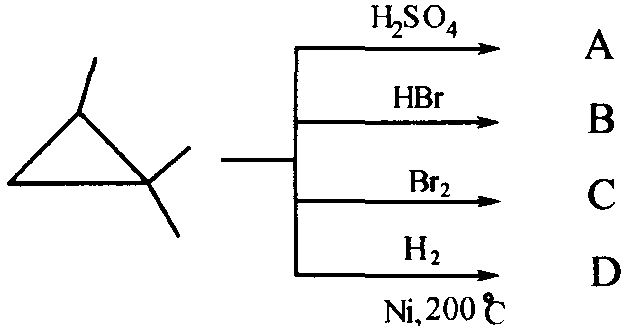 H₂SO₄
A
HBr
B
Br₂
C
H₂
D
Ni, 200℃